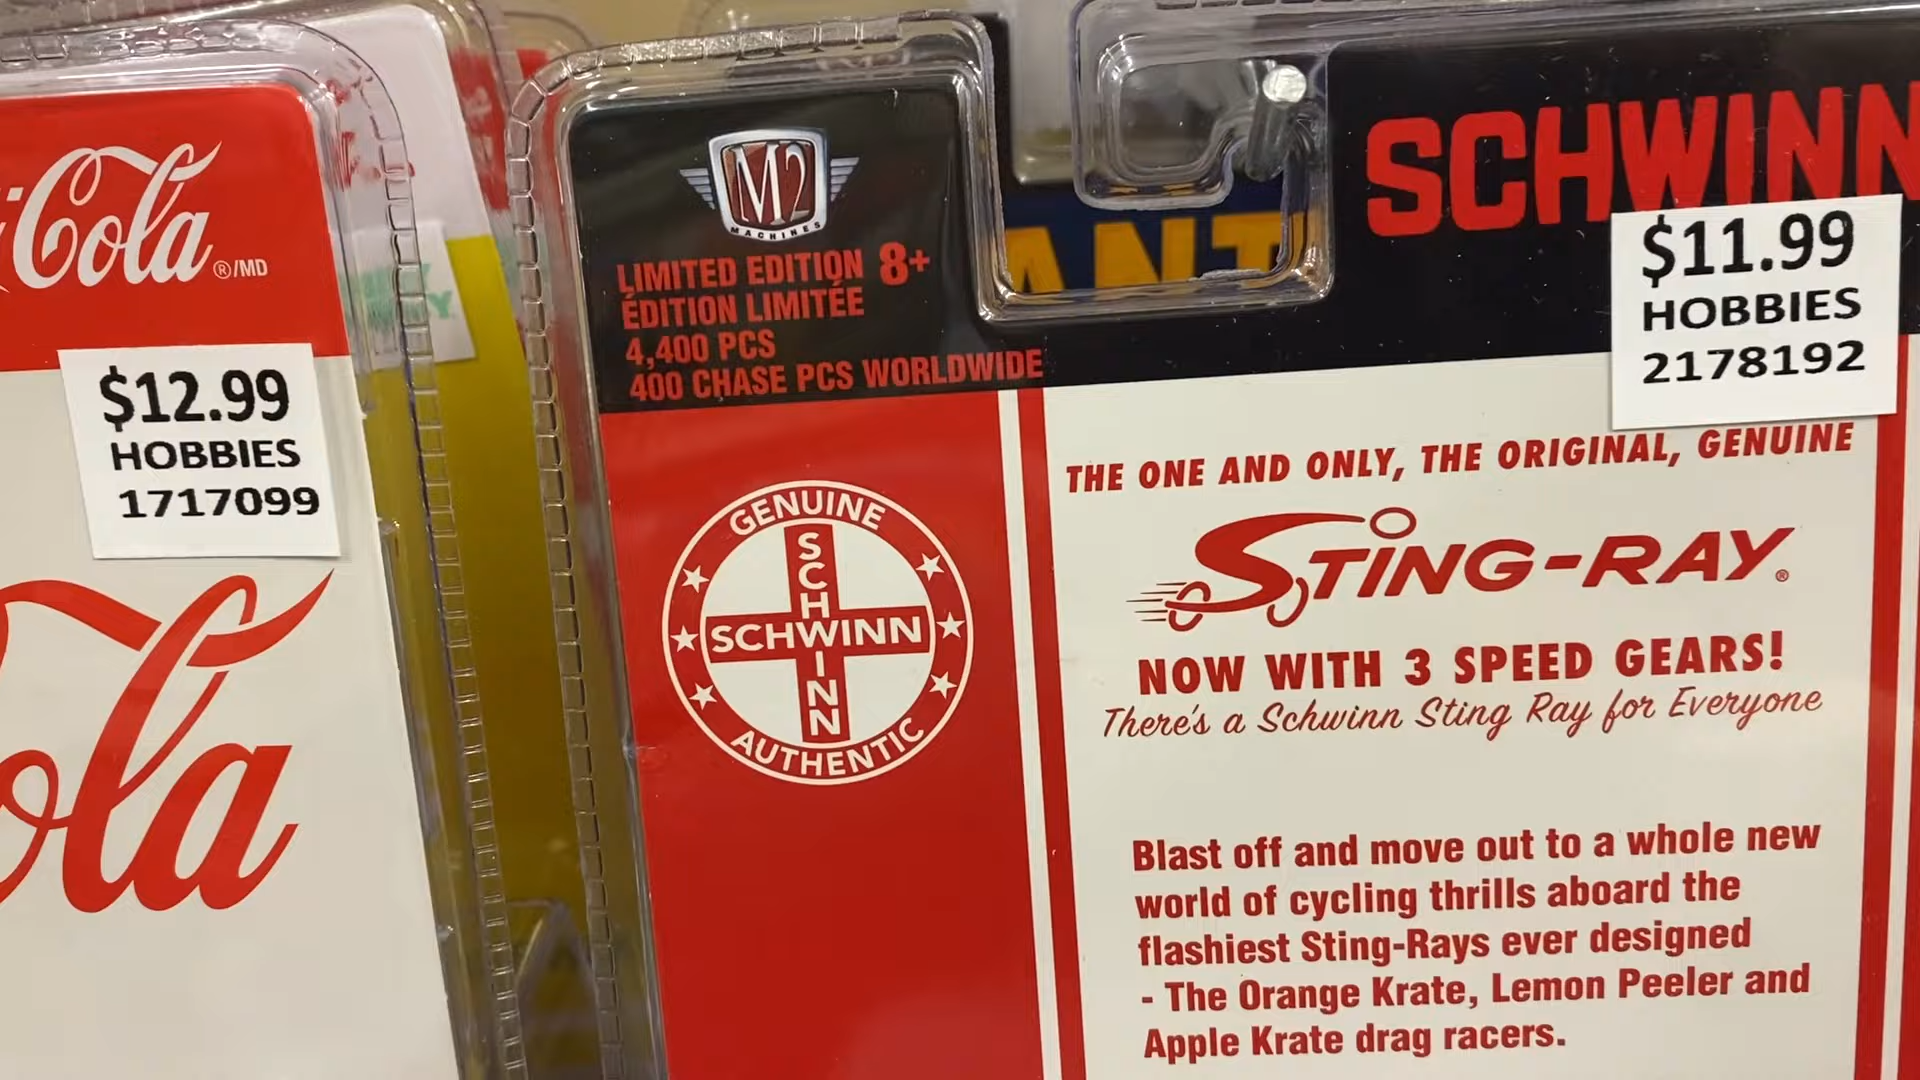 Cola ®/MD
$12.99
HOBBIES
1717099
M2
MACHINES
LIMITED EDITION 8+
ÉDITION LIMITÉE
4,400 PCS
400 CHASE PCS WORLDWIDE
SCHWINN
$11.99
HOBBIES
2178192
GENUINE
SCHWINN
SCHWINN
AUTHENTIC
THE ONE AND ONLY, THE ORIGINAL, GENUINE
STING-RAY®
NOW WITH 3 SPEED GEARS!
There's a Schwinn Sting Ray for Everyone
Blast off and move out to a whole new
world of cycling thrills aboard the
flashiest Sting-Rays ever designed
- The Orange Krate, Lemon Peeler and
Apple Krate drag racers.